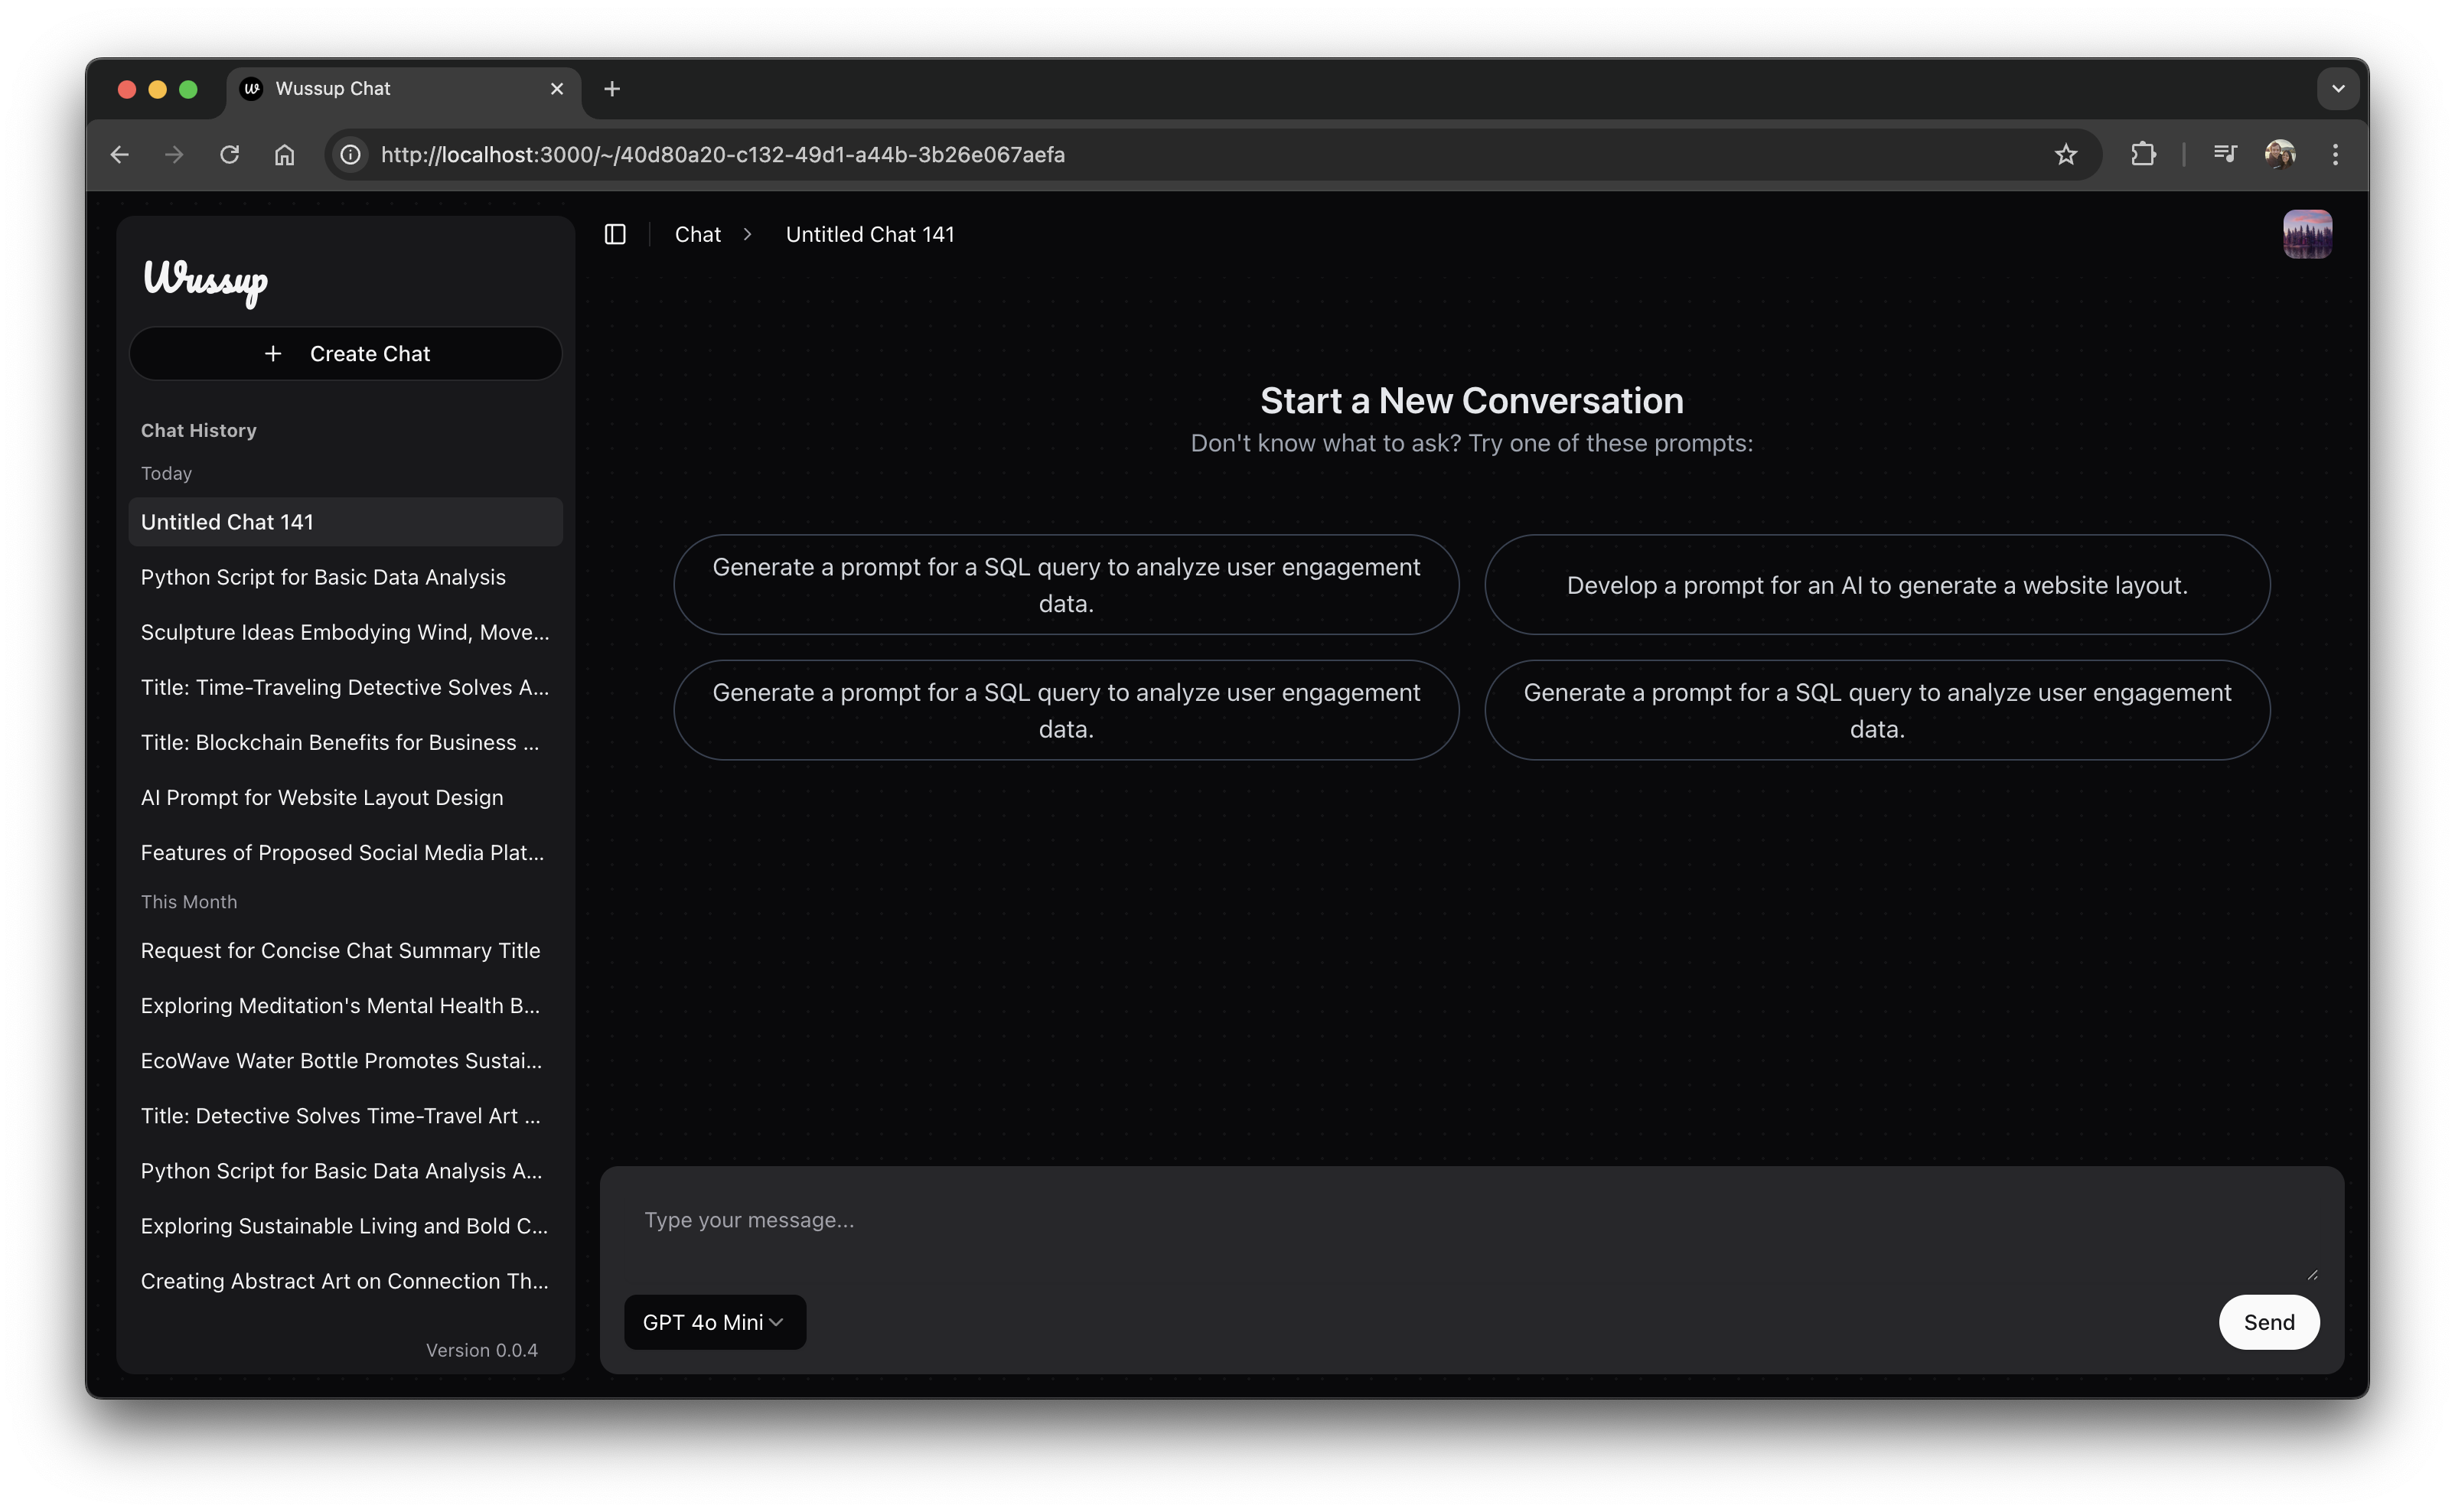 Wussup Chat
http://localhost:3000/~/40d80a20-c132-49d1-a44b-3b26e067aefa
Wussup
Create Chat
Chat History
Today
Untitled Chat 141
Python Script for Basic Data Analysis
Sculpture Ideas Embodying Wind, Move...
Title: Time-Traveling Detective Solves A...
Title: Blockchain Benefits for Business ...
AI Prompt for Website Layout Design
Features of Proposed Social Media Plat...
This Month
Request for Concise Chat Summary Title
Exploring Meditation's Mental Health B...
EcoWave Water Bottle Promotes Sustai...
Title: Detective Solves Time-Travel Art ...
Python Script for Basic Data Analysis A...
Exploring Sustainable Living and Bold C...
Creating Abstract Art on Connection Th...
Version 0.0.4
Chat > Untitled Chat 141
Start a New Conversation
Don't know what to ask? Try one of these prompts:
Generate a prompt for a SQL query to analyze user engagement
data.
Develop a prompt for an AI to generate a website layout.
Generate a prompt for a SQL query to analyze user engagement
data.
Generate a prompt for a SQL query to analyze user engagement
data.
Type your message...
GPT 4o Mini
Send